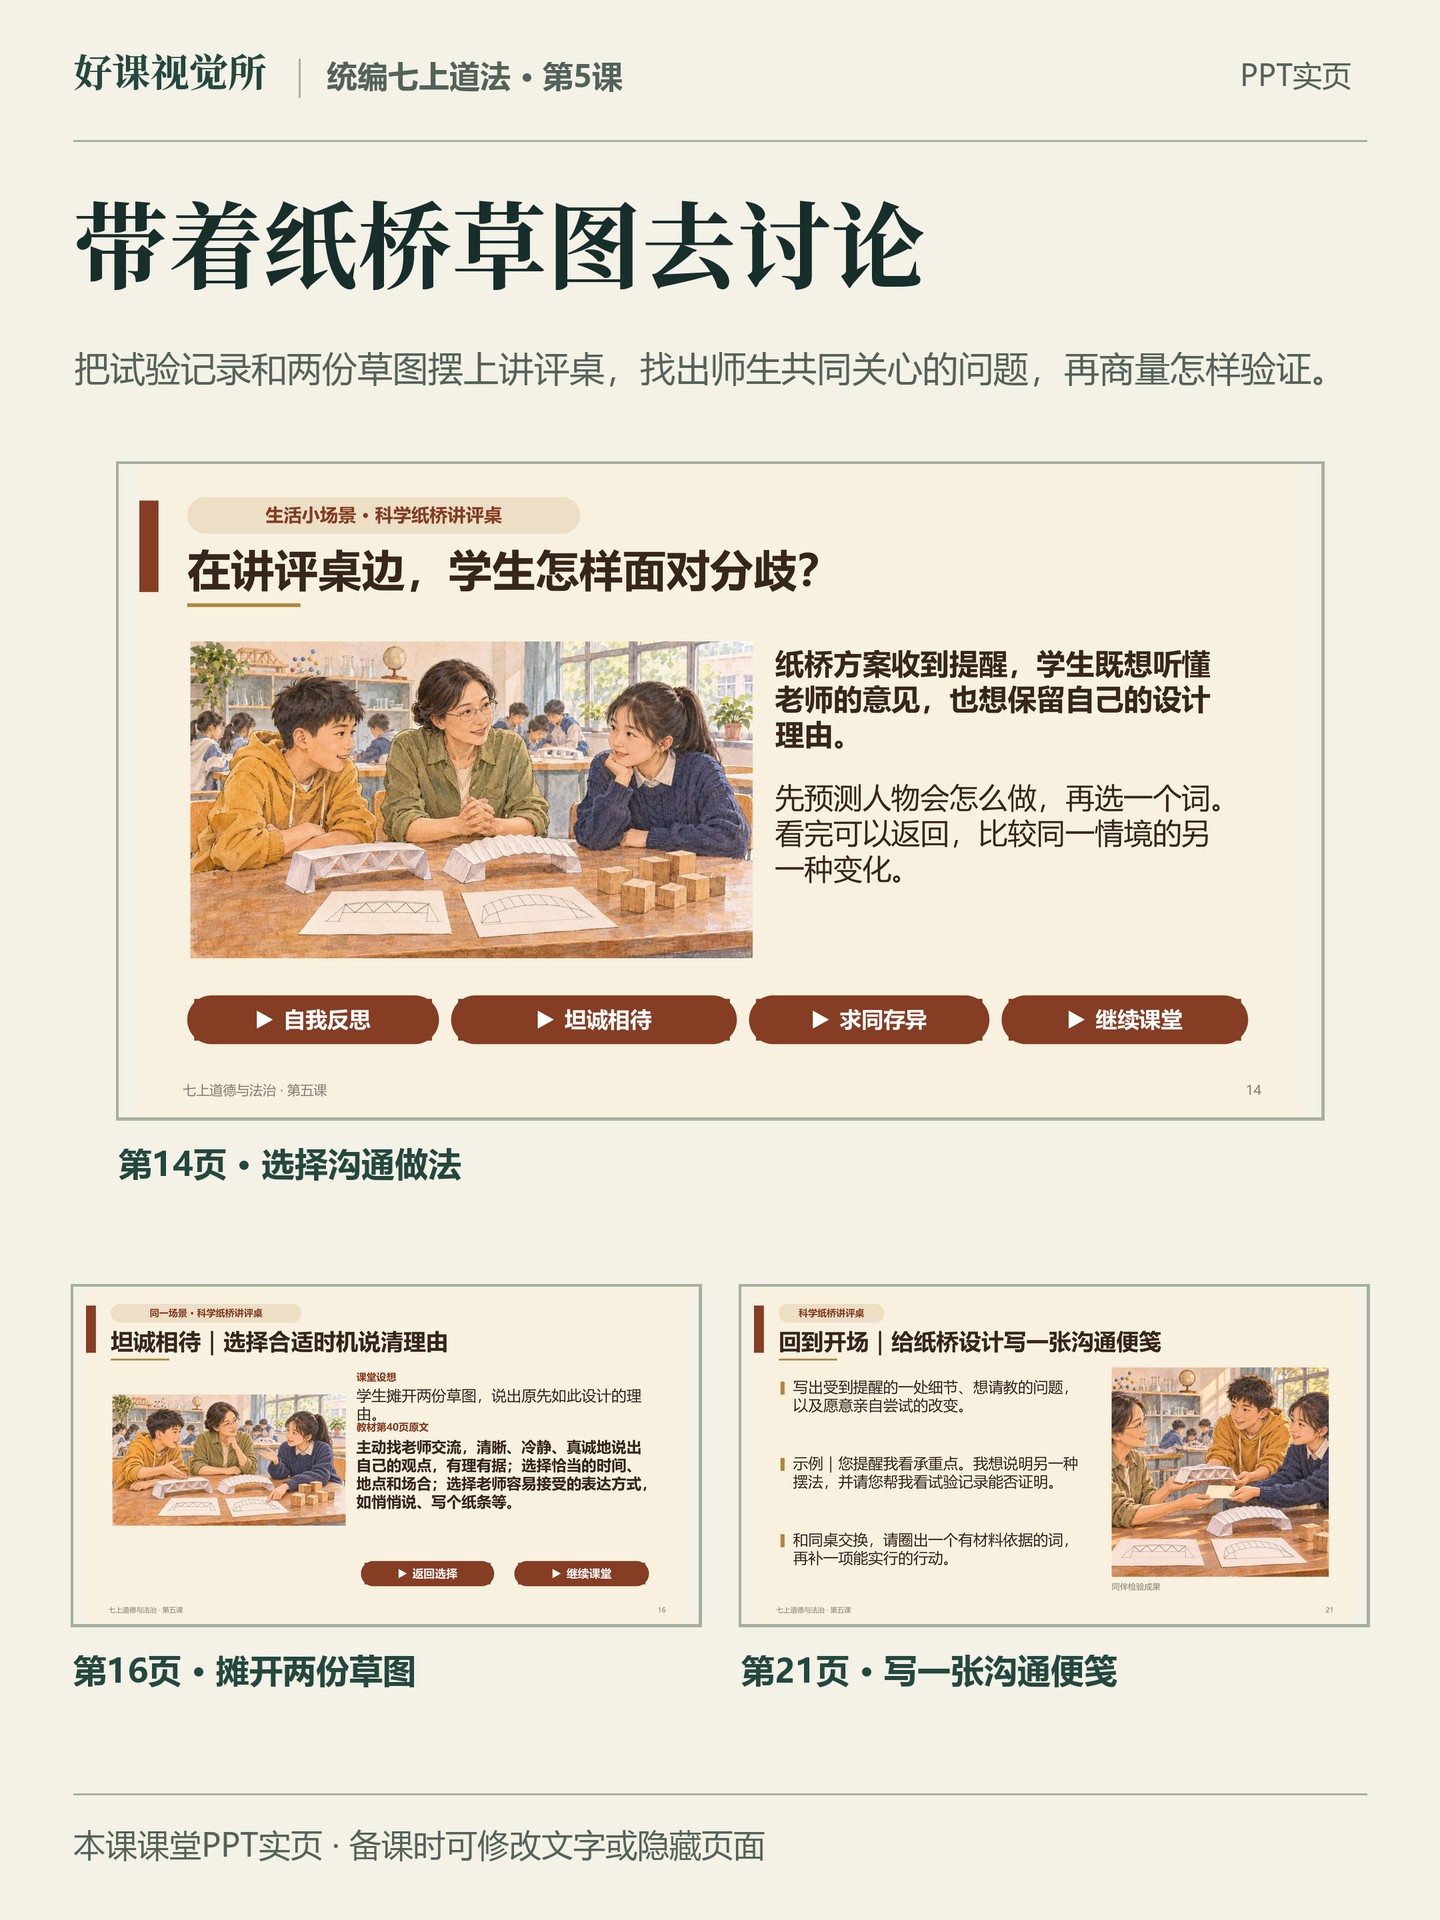 好课视觉所
统编七上道法 • 第5课
PPT实页
带着纸桥草图去讨论
把试验记录和两份草图摆上讲评桌，找出师生共同关心的问题，再商量怎样验证。
生活小场景 • 科学纸桥讲评桌
在讲评桌边，学生怎样面对分歧？
纸桥方案收到提醒，学生既想听懂
老师的意见，也想保留自己的设计
理由。
先预测人物会怎么做，再选一个词。
看完可以返回，比较同一情境的另
一种变化。
▶ 自我反思
▶ 坦诚相待
▶ 求同存异
▶ 继续课堂
七上道德与法治 · 第五课
14
第14页 • 选择沟通做法
同一场景 • 科学纸桥讲评桌
坦诚相待｜选择合适时机说清理由
课堂设想
学生摊开两份草图，说出原先如此设计的理
由。
教材第40页原文
主动找老师交流，清晰、冷静、真诚地说出
自己的观点，有理有据；选择恰当的时间、
地点和场合；选择老师容易接受的表达方式，
如悄悄说、写个纸条等。
▶ 返回选择
▶ 继续课堂
七上道德与法治 · 第五课
16
第16页 • 摊开两份草图
科学纸桥讲评桌
回到开场｜给纸桥设计写一张沟通便笺
写出受到提醒的一处细节、想请教的问题，
以及愿意亲自尝试的改变。
示例｜您提醒我看承重点。我想说明另一种
摆法，并请您帮我看试验记录能否证明。
和同桌交换，请圈出一个有材料依据的词，
再补一项能实行的行动。
同伴检验成果
七上道德与法治 · 第五课
21
第21页 • 写一张沟通便笺
本课课堂PPT实页 · 备课时可修改文字或隐藏页面